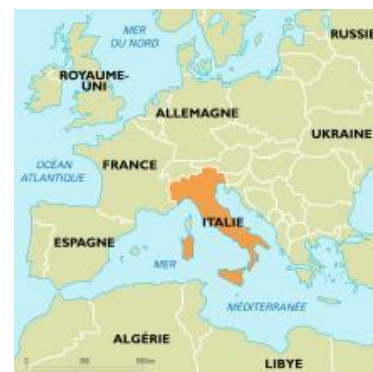 MER
DU NORD
RUSSIE
ROYAUME-
UNI
ALLEMAGNE
UKRAINE
OCÉAN
ATLANTIQUE
FRANCE
ITALIE
ESPAGNE
MER
MÉDITERRANÉE
ALGÉRIE
LIBYE